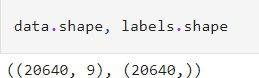 data.shape, labels.shape
((20640, 9), (20640,))